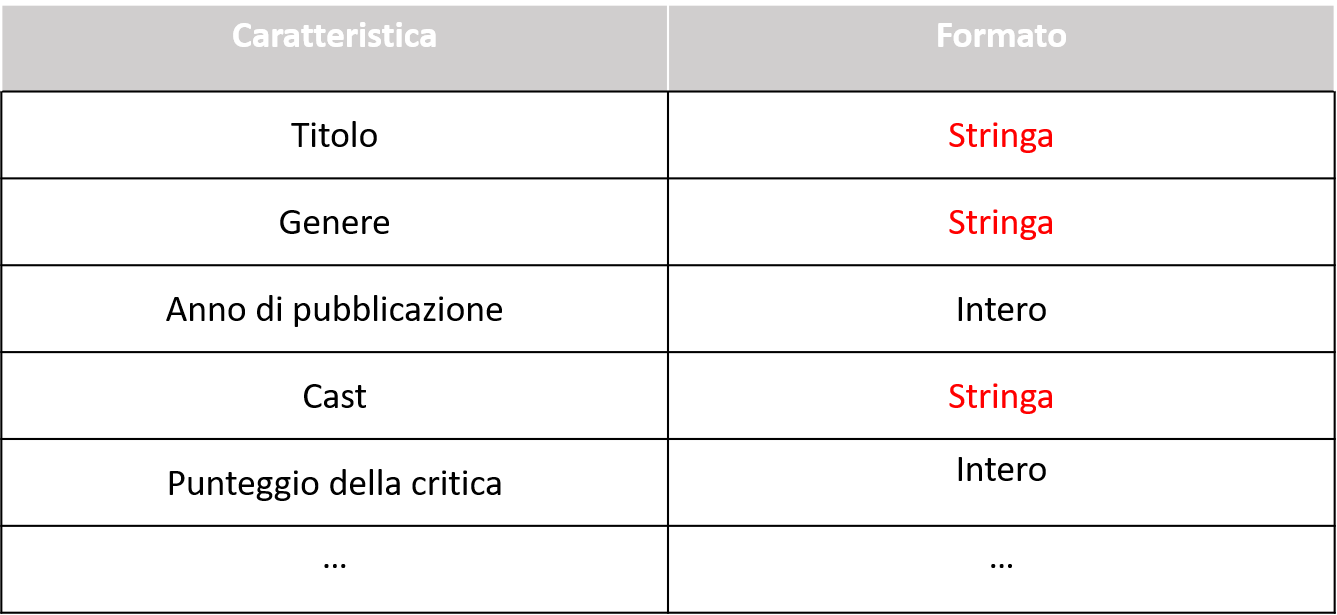 Caratteristica Formato
Titolo Stringa
Genere Stringa
Anno di pubblicazione Intero
Cast Stringa
Punteggio della critica Intero
... ...